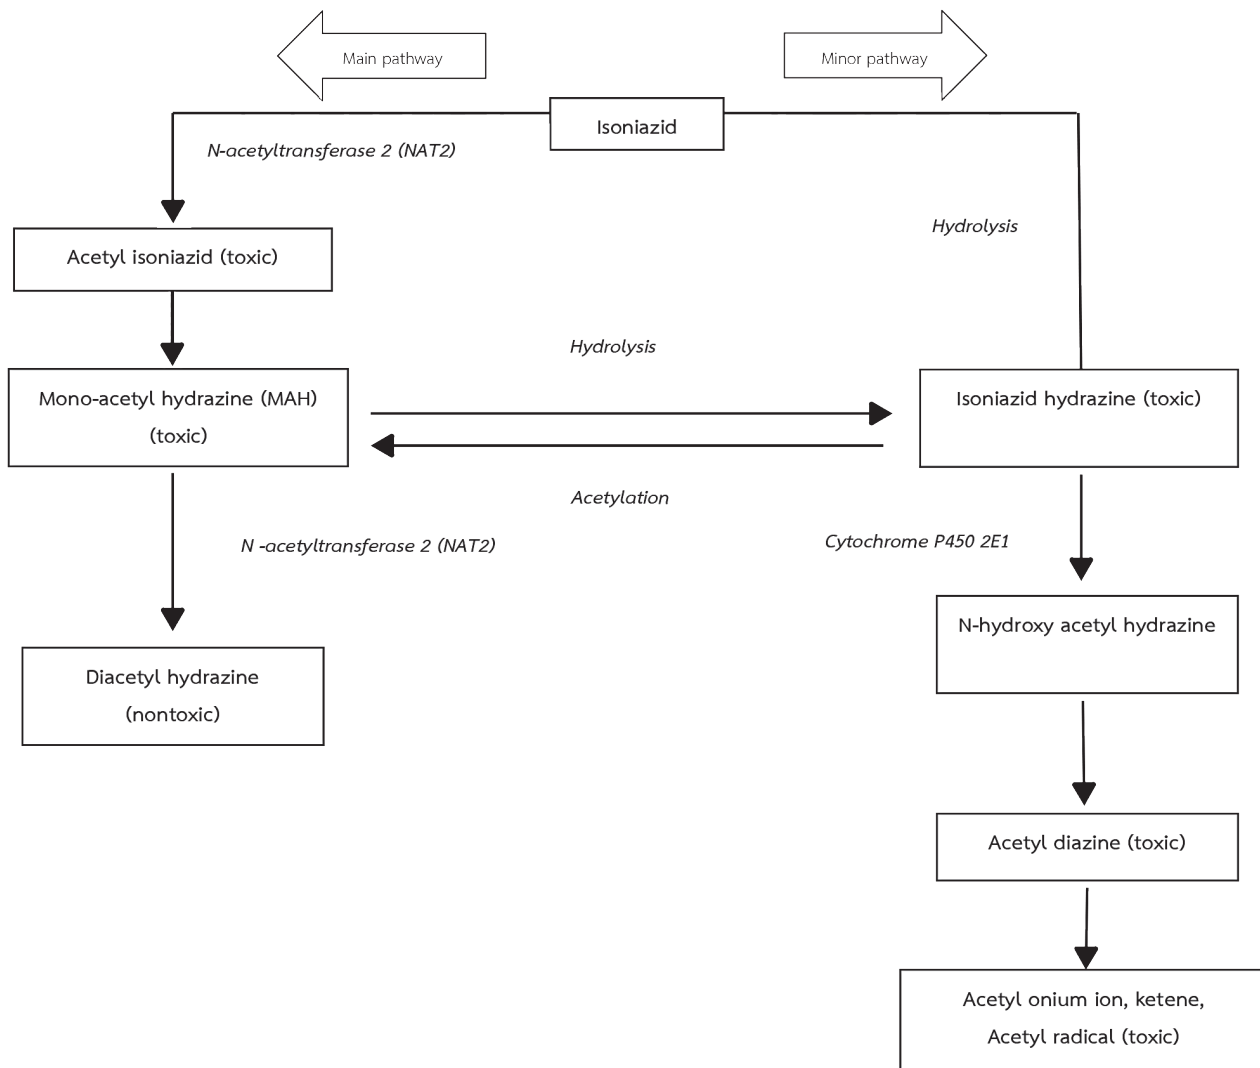 Main pathway
Minor pathway
Isoniazid
N-acetyltransferase 2 (NAT2)
Hydrolysis
Acetyl isoniazid (toxic)
Hydrolysis
Mono-acetyl hydrazine (MAH)
(toxic)
Isoniazid hydrazine (toxic)
Acetylation
N -acetyltransferase 2 (NAT2)
Cytochrome P450 2E1
N-hydroxy acetyl hydrazine
Diacetyl hydrazine
(nontoxic)
Acetyl diazine (toxic)
Acetyl onium ion, ketene,
Acetyl radical (toxic)